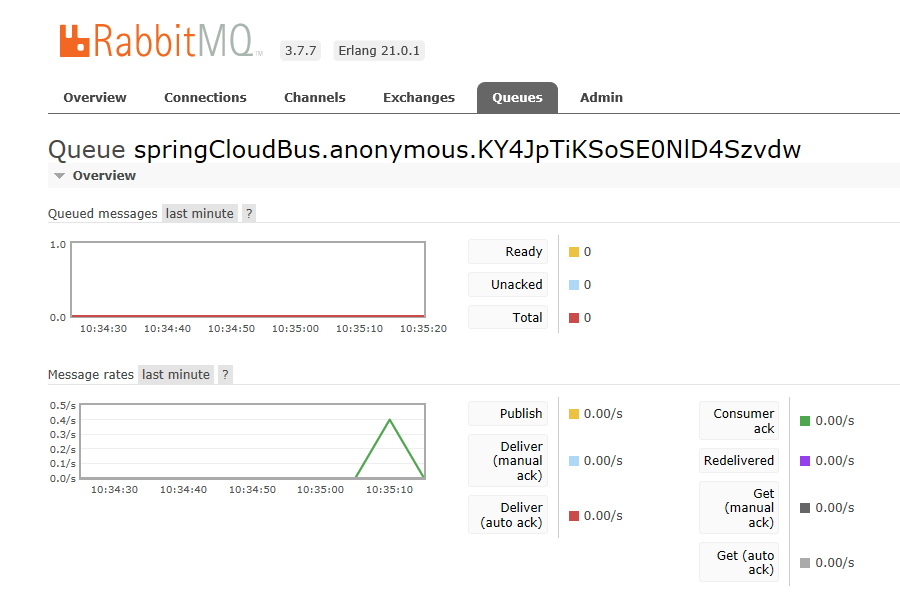 RabbitMQ TM 3.7.7 Erlang 21.0.1
Overview Connections Channels Exchanges Queues Admin
Queue springCloudBus.anonymous.KY4JpTiKSoSE0NlD4Szvdw
Overview
Queued messages last minute ?
1.0
0.0
10:34:30 10:34:40 10:34:50 10:35:00 10:35:10 10:35:20
Ready 0
Unacked 0
Total 0
Message rates last minute ?
0.5/s
0.4/s
0.3/s
0.2/s
0.1/s
0.0/s
10:34:30 10:34:40 10:34:50 10:35:00 10:35:10
Publish 0.00/s
Deliver
(manual
ack)
0.00/s
Deliver
(auto ack)
0.00/s
Consumer
ack
0.00/s
Redelivered 0.00/s
Get
(manual
ack)
0.00/s
Get (auto
ack)
0.00/s